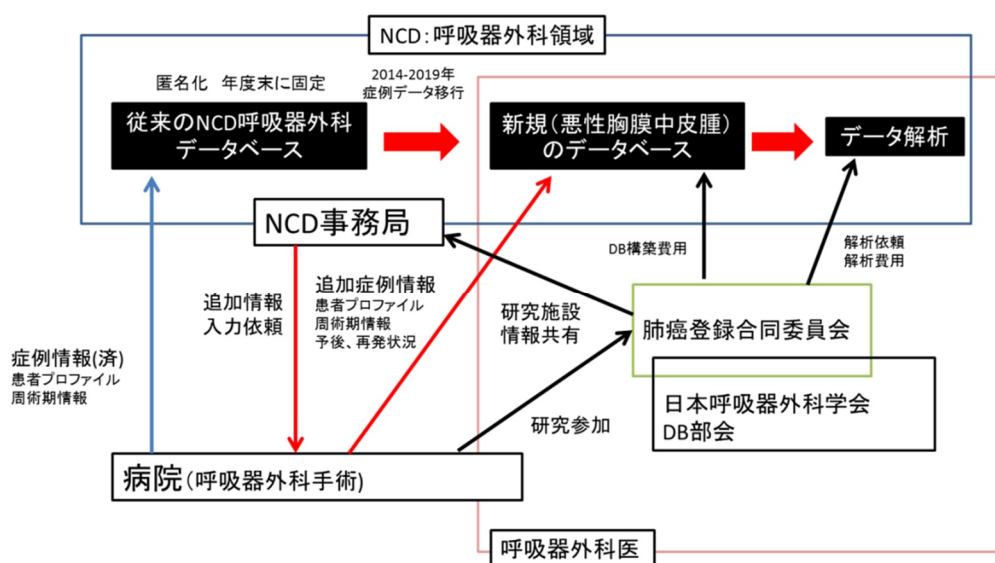 NCD：呼吸器外科領域
匿名化　年度末に固定
2014-2019年
症例データ移行
従来のNCD呼吸器外科
データベース
新規（悪性胸膜中皮腫）
のデータベース
データ解析
NCD事務局
DB構築費用
解析依頼
解析費用
追加情報
入力依頼
追加症例情報
患者プロファイル
周術期情報
予後、再発状況
研究施設
情報共有
肺癌登録合同委員会
症例情報(済)
患者プロファイル
周術期情報
日本呼吸器外科学会
DB部会
研究参加
病院（呼吸器外科手術)
呼吸器外科医